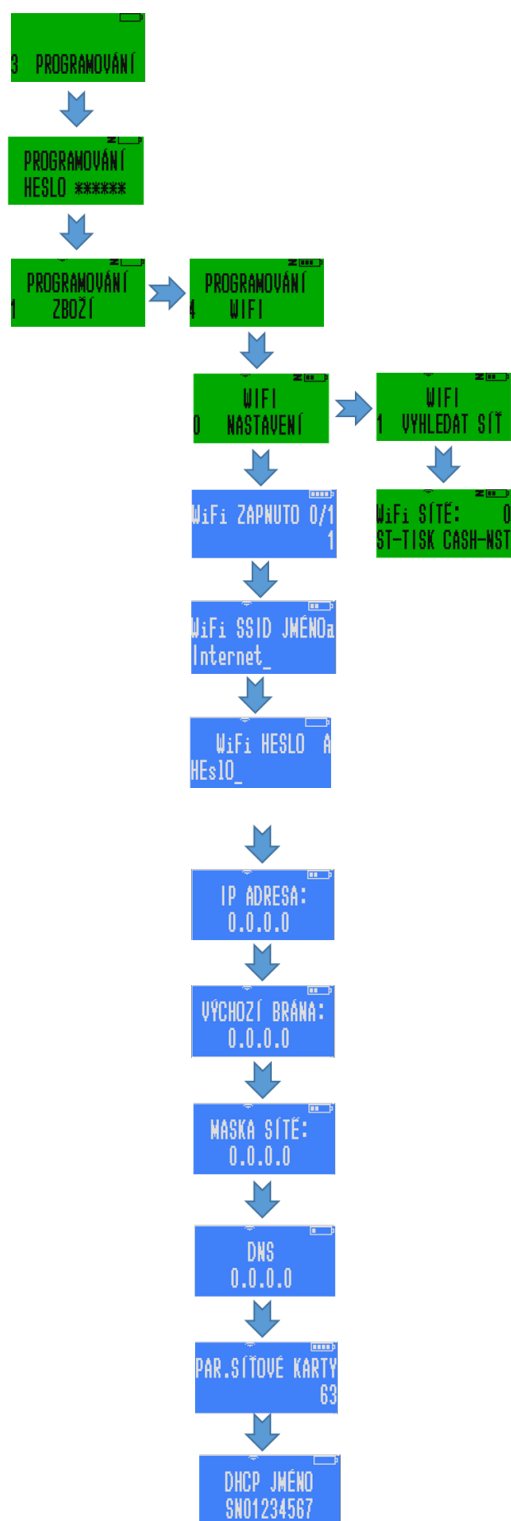 3 PROGRAMOVÁNÍ
PROGRAMOVÁNÍ
HESLO ******
PROGRAMOVÁNÍ
1 ZBOŽÍ
PROGRAMOVÁNÍ
4 WIFI
WIFI
0 NASTAVENÍ
WIFI
1 VYHLEDAT SÍŤ
WiFi ZAPNUTO 0/1
1
WiFi SÍTĚ: 0
ST-TISK CASH-NST
WiFi SSID JMÉNOa
Internet_
WiFi HESLO A
HEslO_
IP ADRESA:
0.0.0.0
VÝCHOZÍ BRÁNA:
0.0.0.0
MASKA SÍTĚ:
0.0.0.0
DNS
0.0.0.0
PAR.SÍŤOVÉ KARTY
63
DHCP JMÉNO
SN01234567